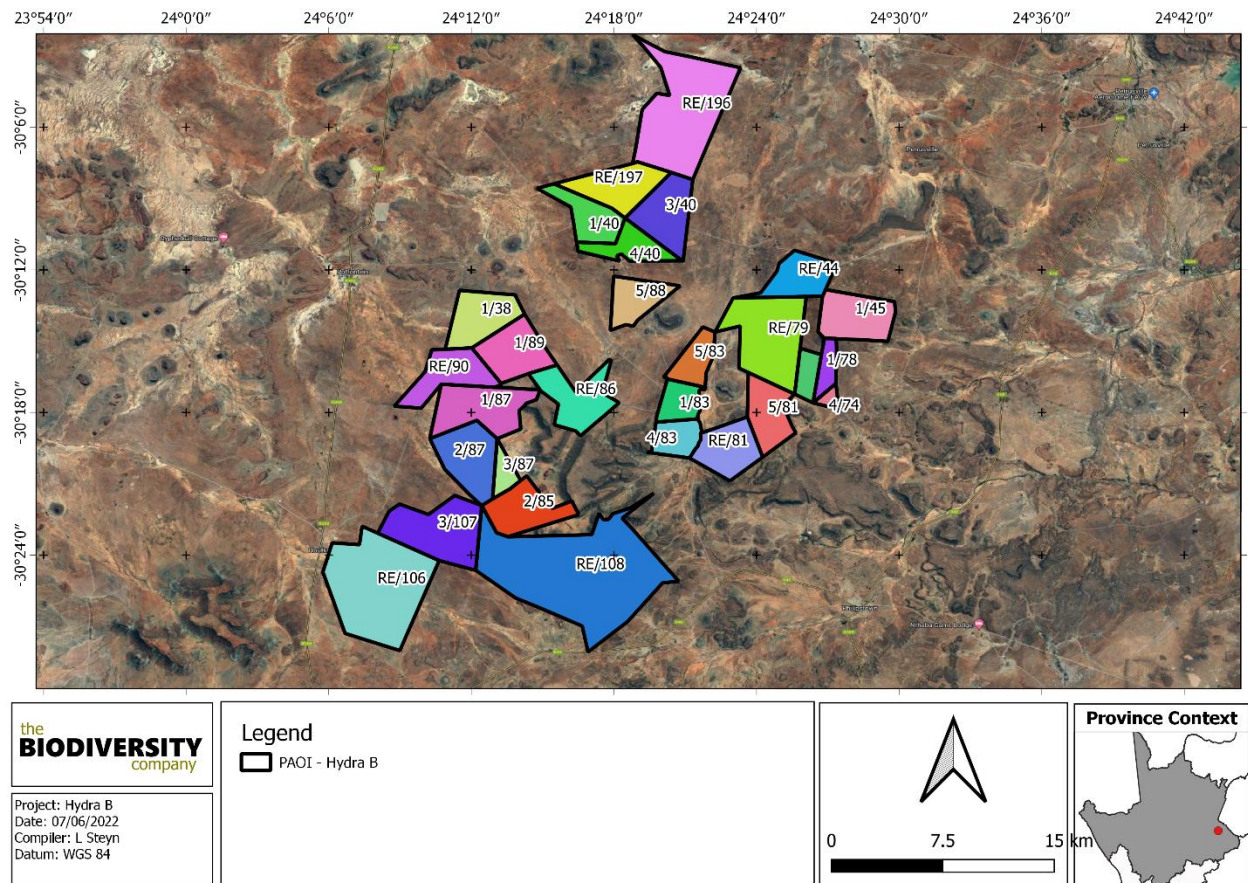 23°54′0″ 24°0′0″ 24°6′0″ 24°12′0″ 24°18′0″ 24°24′0″ 24°30′0″ 24°36′0″ 24°42′0″
-30°6′0″
-30°12′0″
-30°18′0″
-30°24′0″
RE/196
RE/197
3/40
1/40
4/40
RE/44
5/88
1/38
1/45
RE/79
1/89
5/83
1/78
RE/90
RE/86
1/87
1/83
5/81
4/74
4/83
RE/81
2/87
3/87
2/85
3/107
RE/108
RE/106
Petrusville
Philipstown
the
BIODIVERSITY
company
Project: Hydra B
Date: 07/06/2022
Compiler: L Steyn
Datum: WGS 84
Legend
PAOI - Hydra B
0 7.5 15 km
Province Context